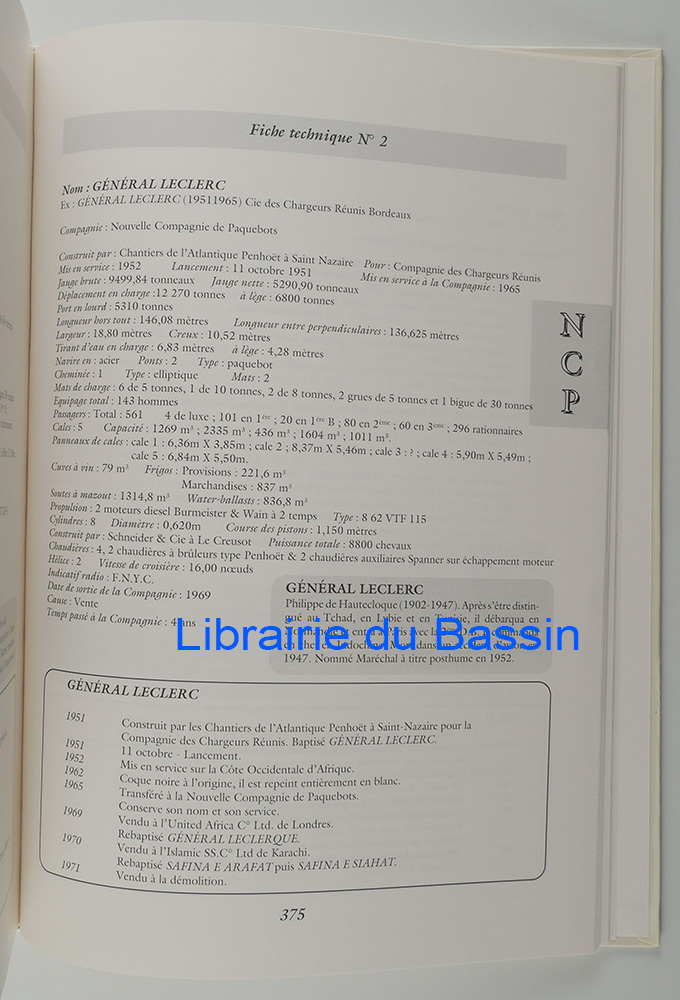 Fiche technique N° 2
Nom : GÉNÉRAL LECLERC
Ex : GÉNÉRAL LECLERC (19511965) Cie des Chargeurs Réunis Bordeaux
Compagnie : Nouvelle Compagnie de Paquebots
Construit par : Chantiers de l'Atlantique Penhoët à Saint Nazaire Pour : Compagnie des Chargeurs Réunis
Mis en service : 1952 Lancement : 11 octobre 1951 Mis en service à la Compagnie : 1965
Jauge brute : 9499,84 tonneaux Jauge nette : 5290,90 tonneaux
Déplacement en charge :12 270 tonnes à lège : 6800 tonnes
Port en lourd : 5310 tonnes
Longueur hors tout : 146,08 mètres Longueur entre perpendiculaires : 136,625 mètres
Largeur : 18,80 mètres Creux : 10,52 mètres
Tirant d'eau en charge : 6,83 mètres à lège : 4,28 mètres
Navire en : acier Ponts : 2 Type : paquebot
Cheminée : 1 Type : elliptique Mats : 2
Mats de charge : 6 de 5 tonnes, 1 de 10 tonnes, 2 de 8 tonnes, 2 grues de 5 tonnes et 1 bigue de 30 tonnes
Equipage total : 143 hommes
Passagers : Total : 561 4 de luxe ; 101 en 1ère ; 20 en 1ère B ; 80 en 2ème ; 60 en 3ème ; 296 rationnaires
Cales : 5 Capacité : 1269 m³ ; 2335 m³ ; 436 m³ ; 1604 m³ ; 1011 m³.
Panneaux de cales : cale 1 : 6,36m X 3,85m ; cale 2 ; 8,37m X 5,46m ; cale 3 : ? ; cale 4 : 5,90m X 5,49m ;
cale 5 : 6,84m X 5,50m.
Cuves à vin : 79 m³ Frigos : Provisions : 221,6 m³
Marchandises : 837 m³
Soutes à mazout : 1314,8 m³ Water-ballasts : 836,8 m³
Propulsion : 2 moteurs diesel Burmeister & Wain à 2 temps Type : 8 62 VTF 115
Cylindres : 8 Diamètre : 0,620m Course des pistons : 1,150 mètres
Construit par : Schneider & Cie à Le Creusot Puissance totale : 8800 chevaux
Chaudières : 4, 2 chaudières à brûleurs type Penhoët & 2 chaudières auxiliaires Spanner sur échappement moteur
Hélice : 2 Vitesse de croisière : 16,00 nœuds
Indicatif radio : F.N.Y.C.
Date de sortie de la Compagnie : 1969
Cause : Vente
Temps passé à la Compagnie : 4 ans
N
C
P
GÉNÉRAL LECLERC
Philippe de Hautecloque (1902-1947). Après s'être distin-
gué au Tchad, en Lybie et en Tunisie, il débarqua en
1947. Nommé Maréchal à titre posthume en 1952.
Librairie du Bassin
GÉNÉRAL LECLERC
1951 Construit par les Chantiers de l'Atlantique Penhoët à Saint-Nazaire pour la
Compagnie des Chargeurs Réunis. Baptisé GÉNÉRAL LECLERC.
1951 11 octobre - Lancement.
1952 Mis en service sur la Côte Occidentale d'Afrique.
1962 Coque noire à l'origine, il est repeint entièrement en blanc.
1965 Transféré à la Nouvelle Compagnie de Paquebots.
Conserve son nom et son service.
1969 Vendu à l'United Africa C° Ltd. de Londres.
Rebaptisé GÉNÉRAL LECLERQUE.
1970 Vendu à l'Islamic SS.C° Ltd de Karachi.
Rebaptisé SAFINA E ARAFAT puis SAFINA E SIAHAT.
1971 Vendu à la démolition.
375